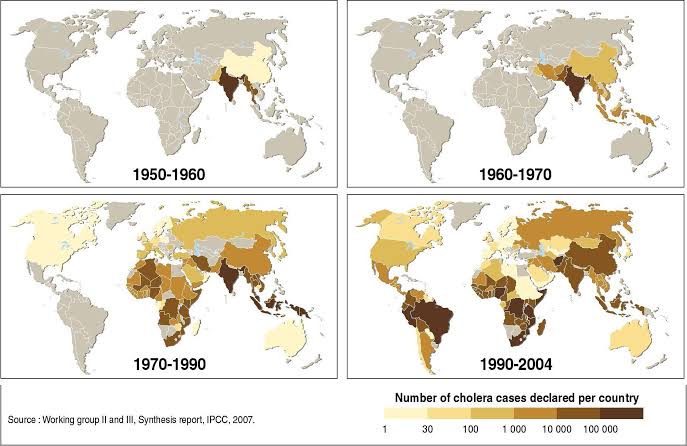 1950-1960
1960-1970
1970-1990
1990-2004
Number of cholera cases declared per country
Source : Working group II and III, Synthesis report, IPCC, 2007.
1 30 100 1 000 10 000 100 000